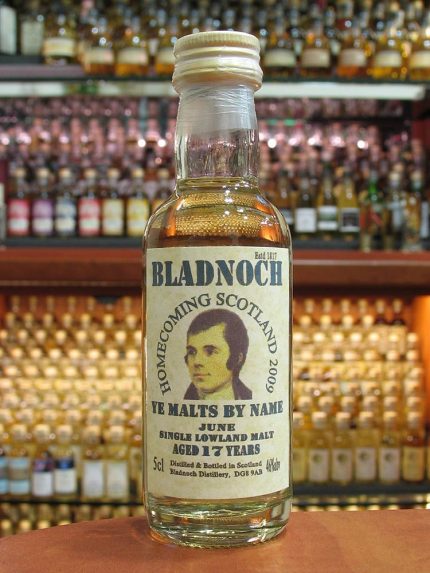 Estd 1817
BLADNOCH
HOMECOMING SCOTLAND 2009
YE MALTS BY NAME
JUNE
SINGLE LOWLAND MALT
AGED 17 YEARS
5cl Distilled & Bottled in Scotland 46%abv
Bladnoch Distillery, DG8 9AB